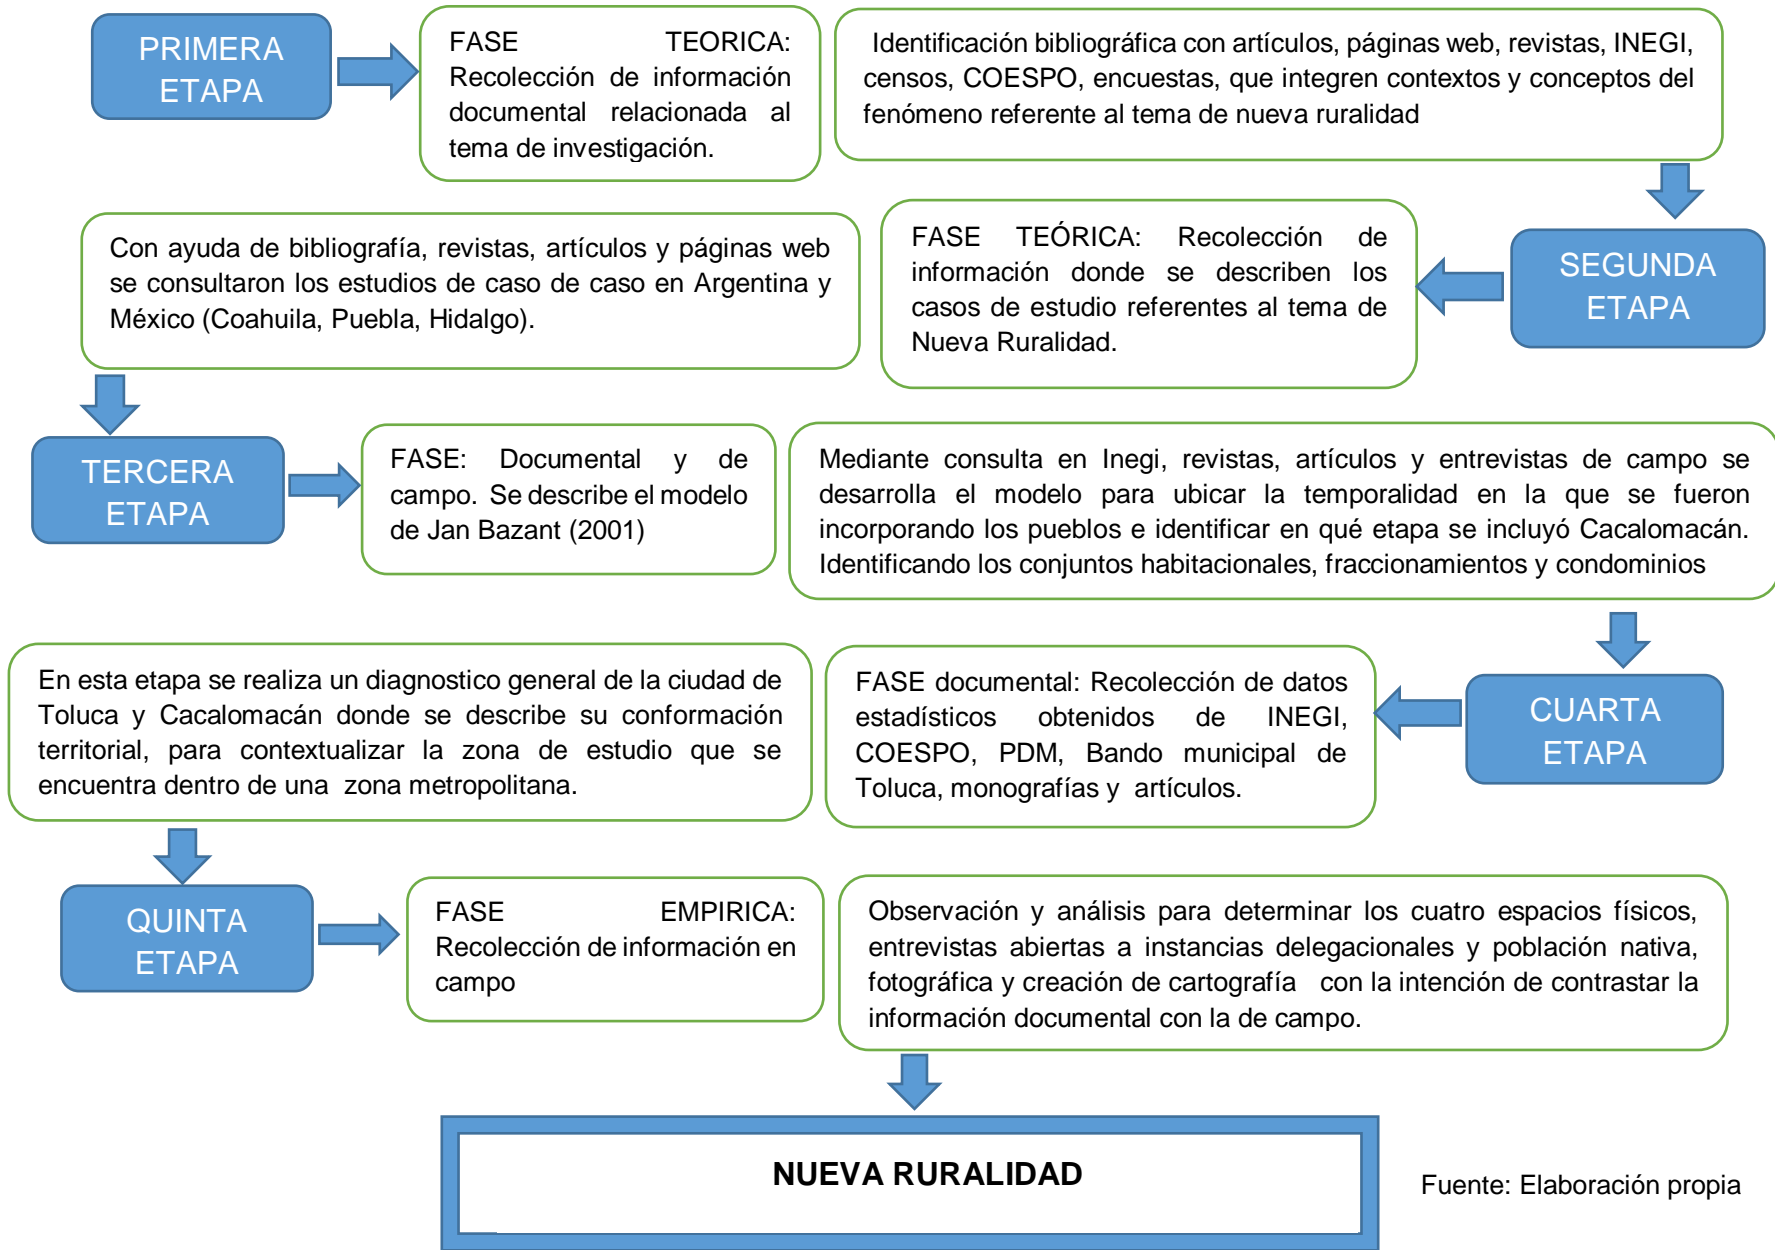 PRIMERA
ETAPA
FASE TEORICA:
Recolección de información
documental relacionada al
tema de investigación.
Identificación bibliográfica con artículos, páginas web, revistas, INEGI,
censos, COESPO, encuestas, que integren contextos y conceptos del
fenómeno referente al tema de nueva ruralidad
SEGUNDA
ETAPA
FASE TEÓRICA: Recolección de
información donde se describen los
casos de estudio referentes al tema de
Nueva Ruralidad.
Con ayuda de bibliografía, revistas, artículos y páginas web
se consultaron los estudios de caso de caso en Argentina y
México (Coahuila, Puebla, Hidalgo).
TERCERA
ETAPA
FASE: Documental y de
campo. Se describe el modelo
de Jan Bazant (2001)
Mediante consulta en Inegi, revistas, artículos y entrevistas de campo se
desarrolla el modelo para ubicar la temporalidad en la que se fueron
incorporando los pueblos e identificar en qué etapa se incluyó Cacalomacán.
Identificando los conjuntos habitacionales, fraccionamientos y condominios
CUARTA
ETAPA
FASE documental: Recolección de datos
estadísticos obtenidos de INEGI,
COESPO, PDM, Bando municipal de
Toluca, monografías y artículos.
En esta etapa se realiza un diagnostico general de la ciudad de
Toluca y Cacalomacán donde se describe su conformación
territorial, para contextualizar la zona de estudio que se
encuentra dentro de una zona metropolitana.
QUINTA
ETAPA
FASE EMPIRICA:
Recolección de información en
campo
Observación y análisis para determinar los cuatro espacios físicos,
entrevistas abiertas a instancias delegacionales y población nativa,
fotográfica y creación de cartografía con la intención de contrastar la
información documental con la de campo.
NUEVA RURALIDAD
Fuente: Elaboración propia